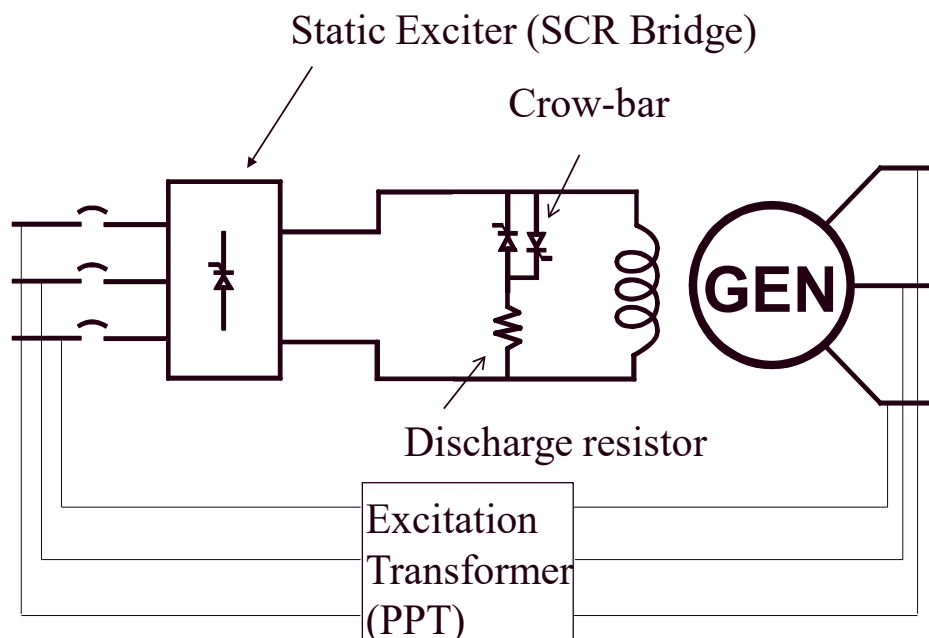 Static Exciter (SCR Bridge)
Crow-bar
GEN
Discharge resistor
Excitation
Transformer
(PPT)